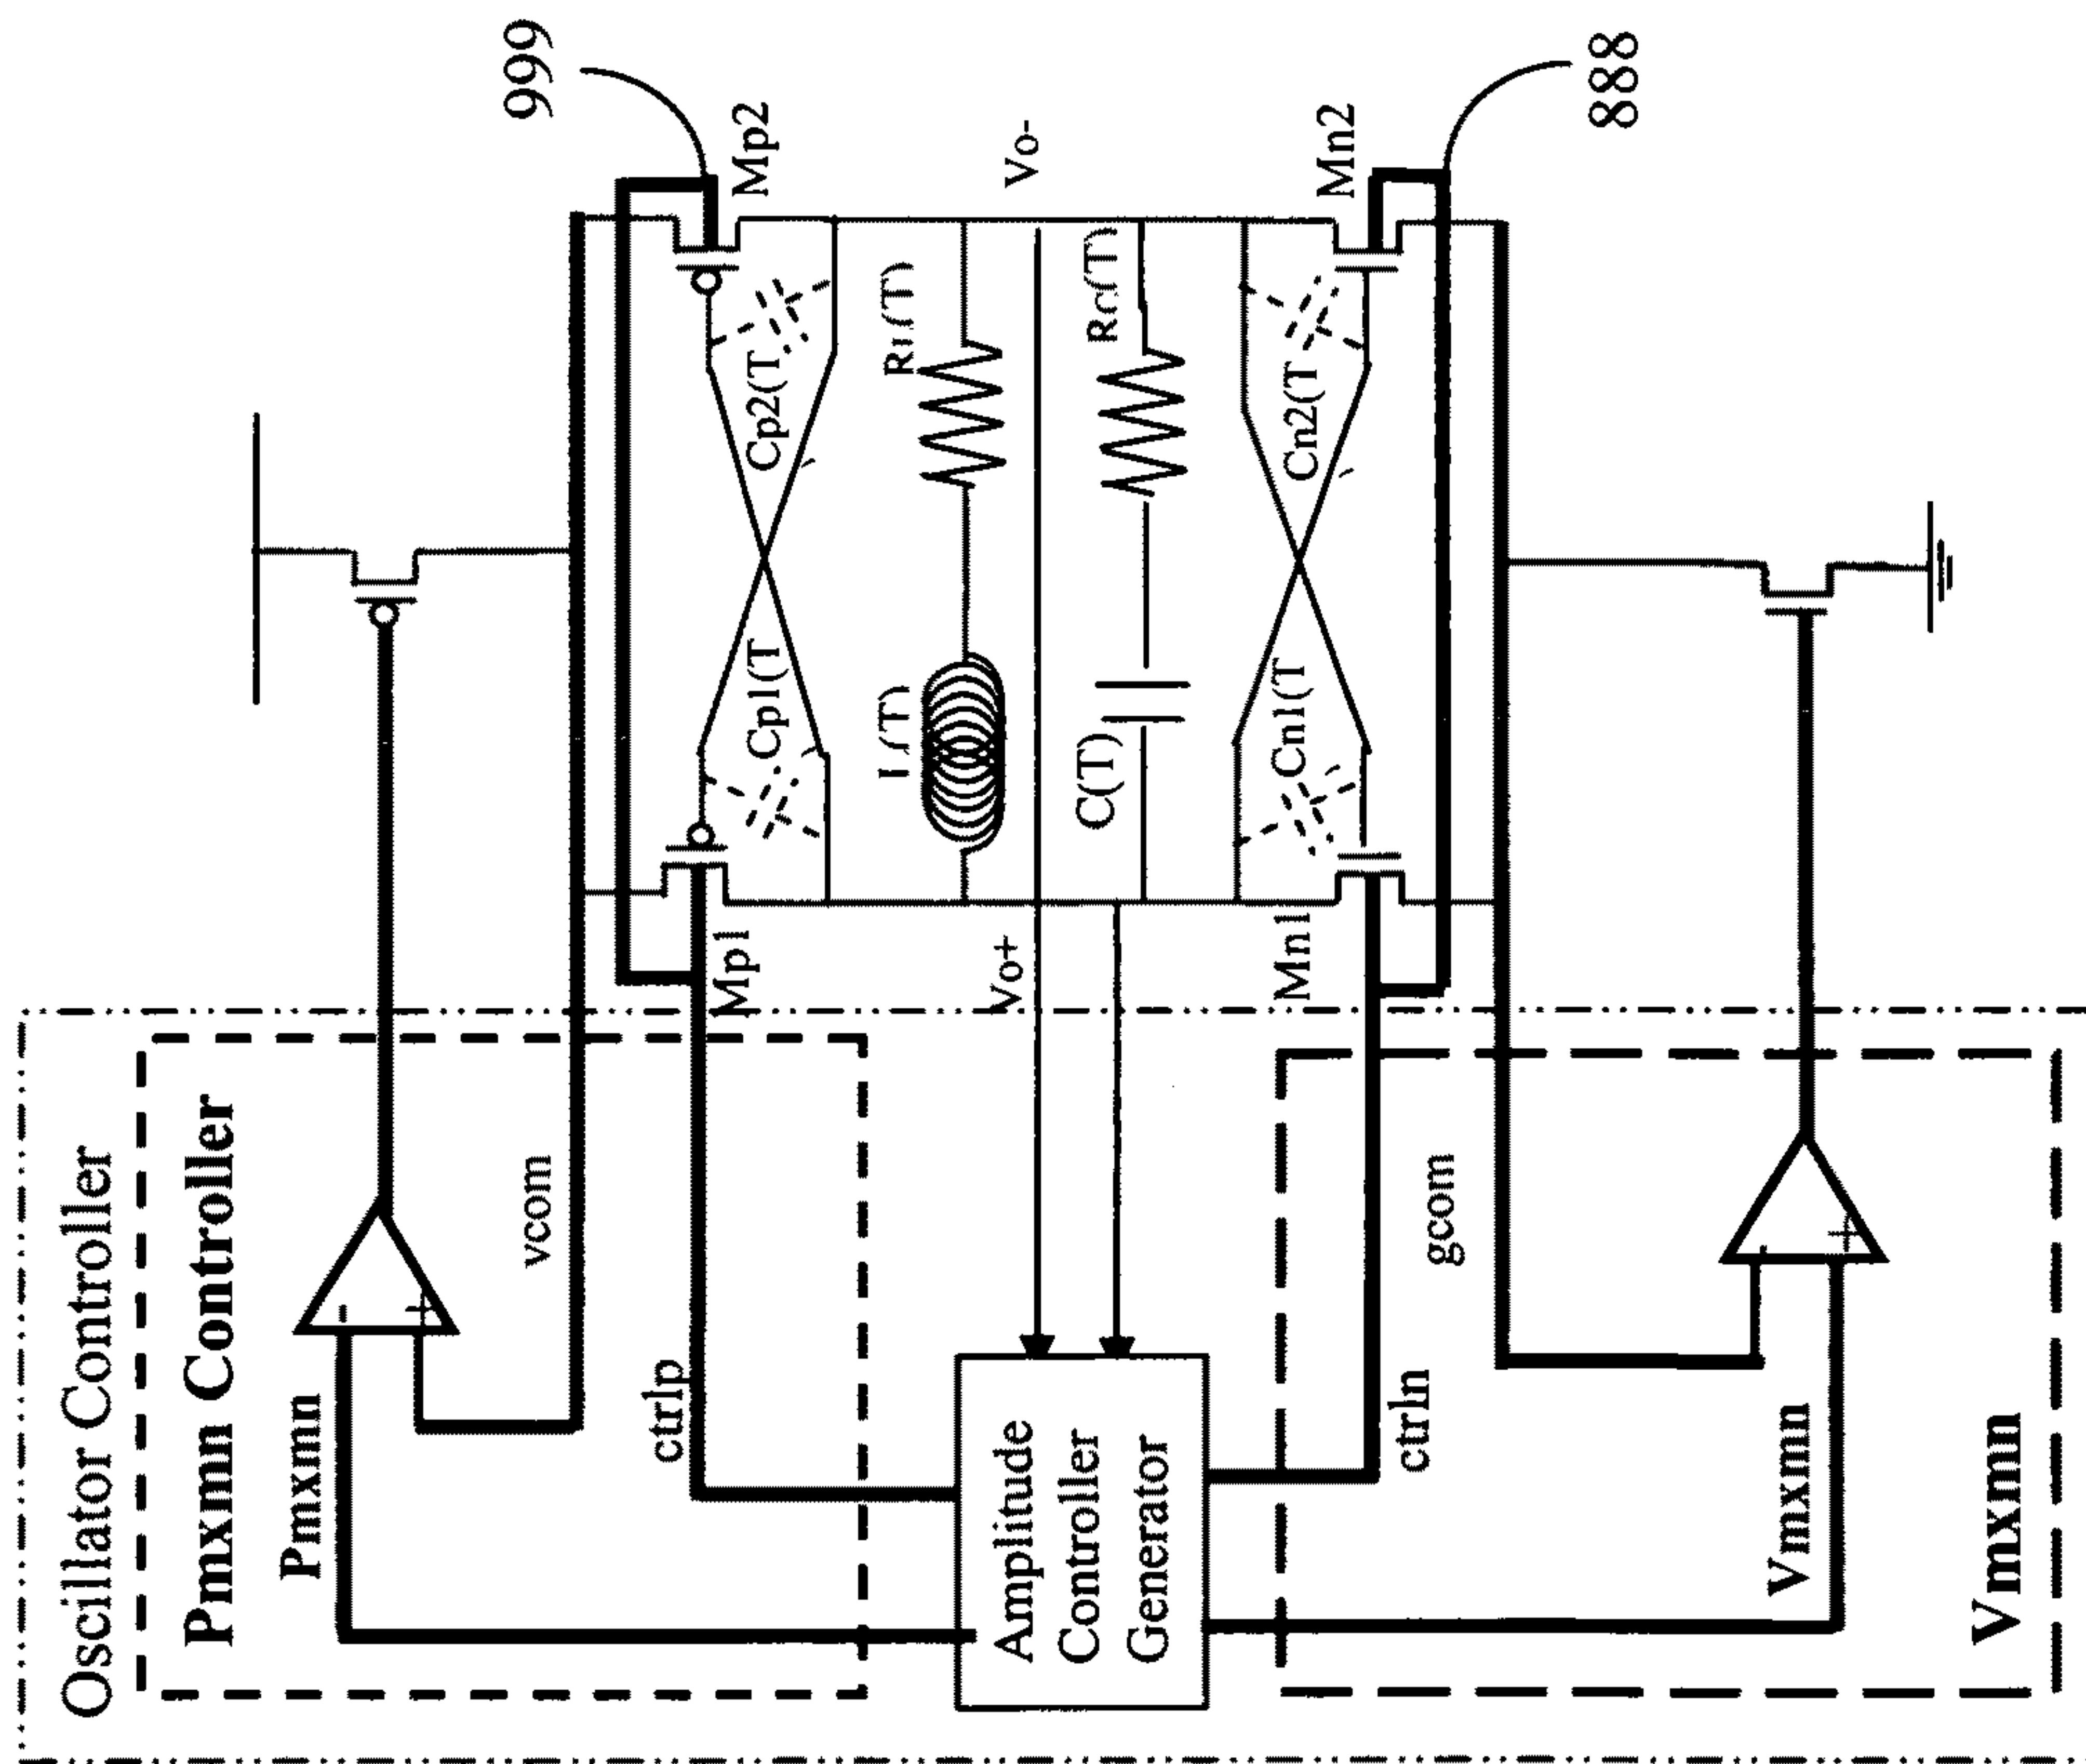 Oscillator Controller
Pmxmn Controller
Pmxmn
vcom
ctrlp
Amplitude
Controller
Generator
ctrln
gcom
Vmxmn
Vmxmn
Mp1
Vo+
Mn1
Cp1(T
L(T)
C(T)
Cn1(T
Cp2(T
RL(T)
RC(T)
Cn2(T
Mp2
Vo-
Mn2
999
888
- +
- +